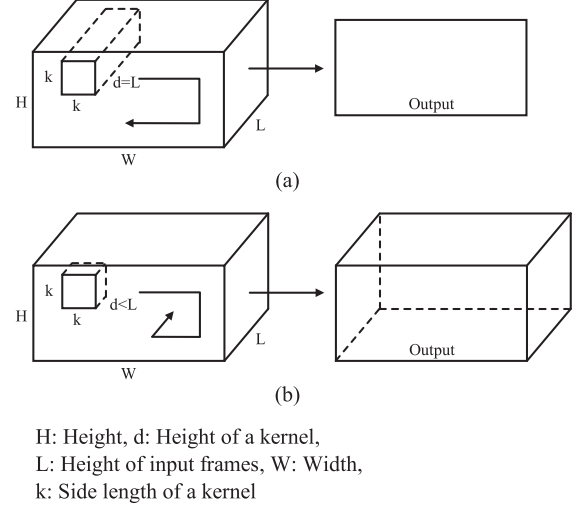 k
k
d=L
H
W
L
Output
(a)
k
k
d<L
H
W
L
Output
(b)
H: Height, d: Height of a kernel,
L: Height of input frames, W: Width,
k: Side length of a kernel